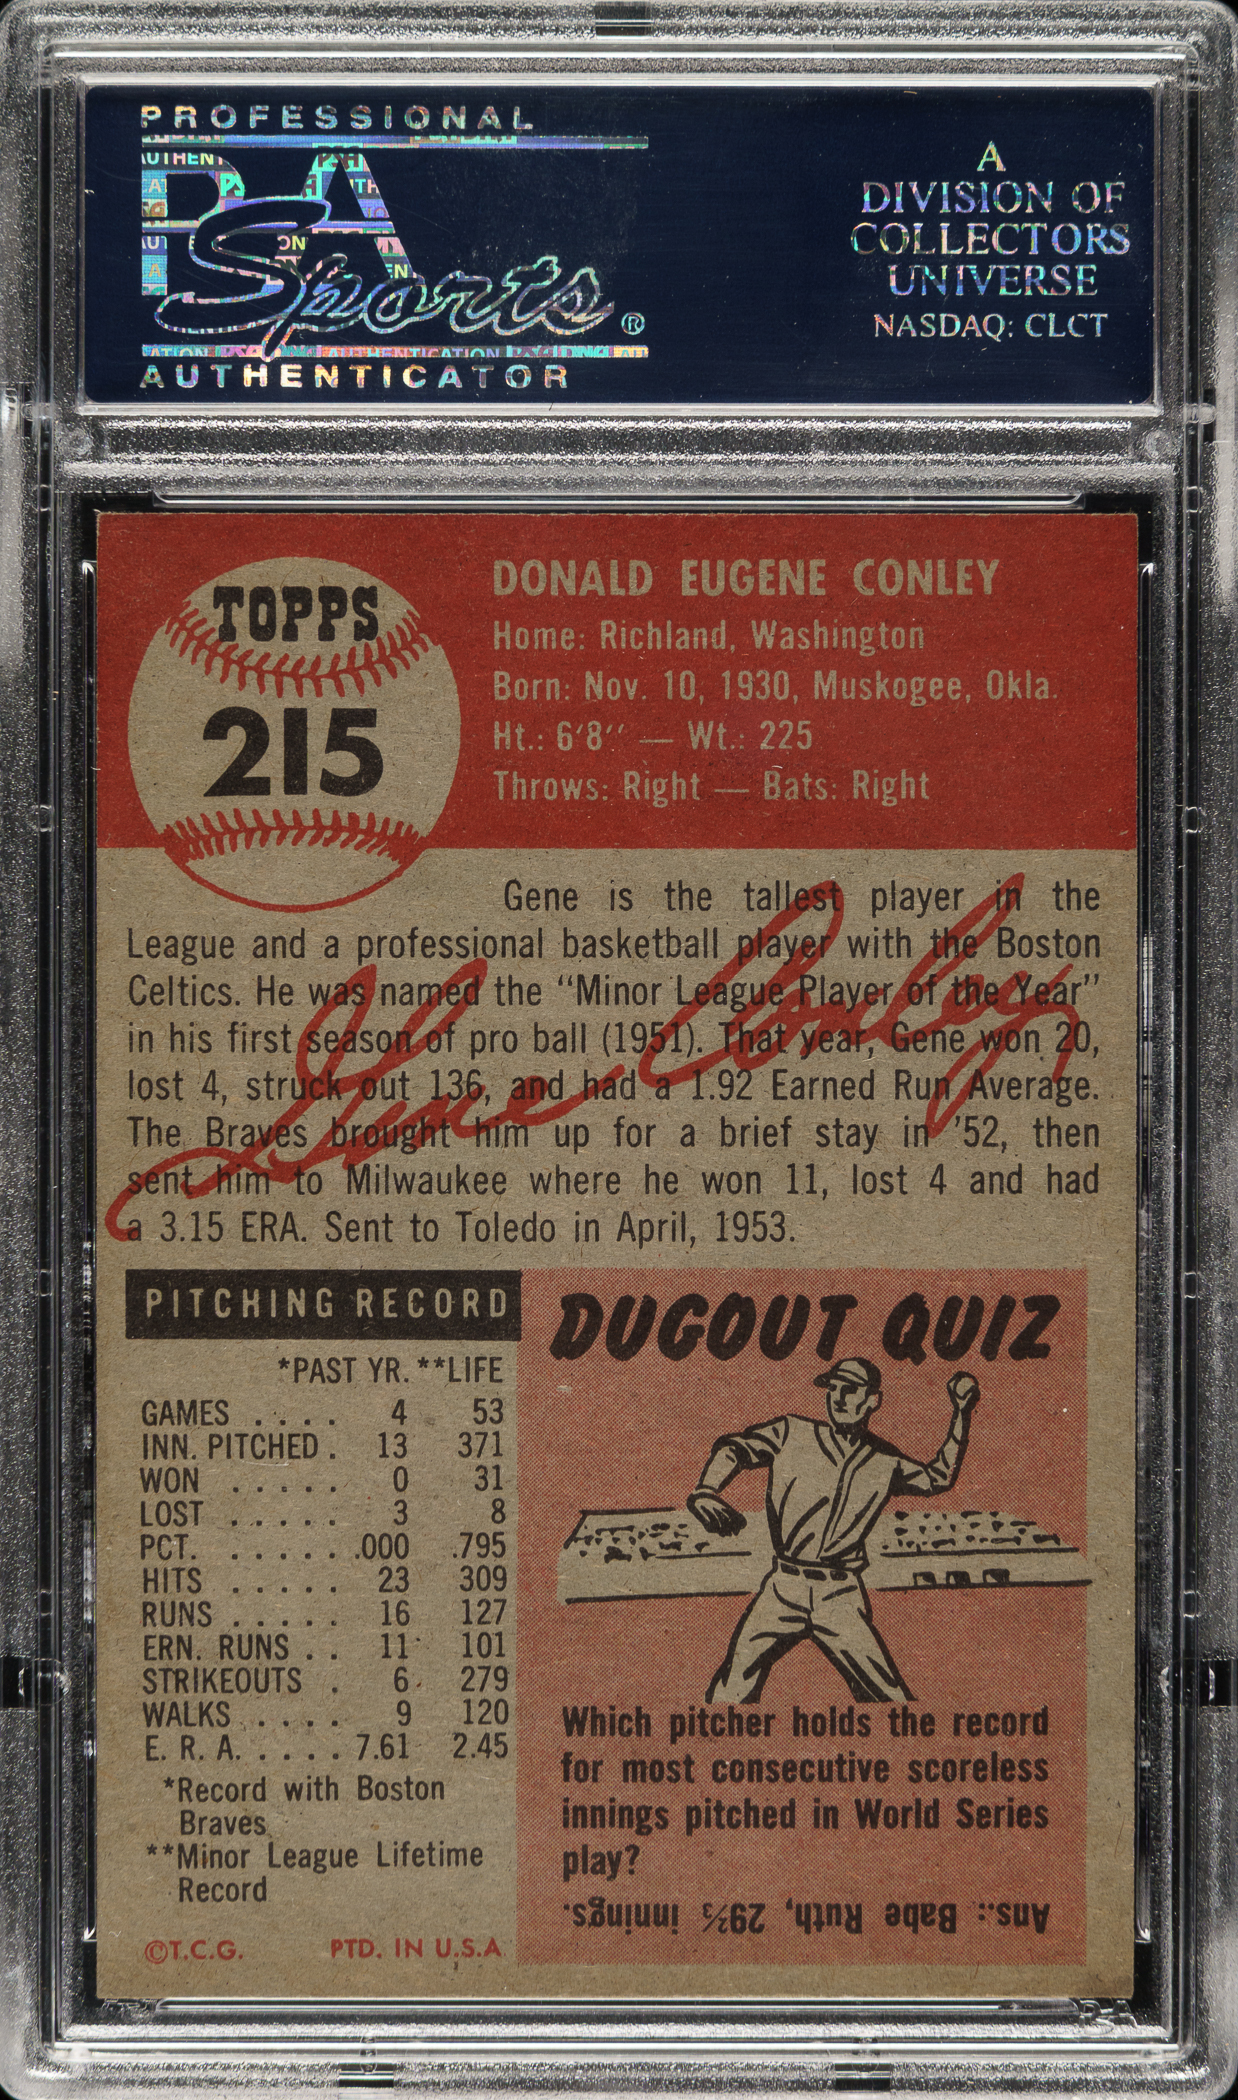 PROFESSIONAL
PSA
Sports®
AUTHENTICATOR
A
DIVISION OF
COLLECTORS
UNIVERSE
NASDAQ: CLCT
TOPPS
215
DONALD EUGENE CONLEY
Home: Richland, Washington
Born: Nov. 10, 1930, Muskogee, Okla.
Ht.: 6'8'' — Wt.: 225
Throws: Right — Bats: Right
Gene is the tallest player in the
League and a professional basketball player with the Boston
Celtics. He was named the "Minor League Player of the Year"
in his first season of pro ball (1951). That year, Gene won 20,
lost 4, struck out 136, and had a 1.92 Earned Run Average.
The Braves brought him up for a brief stay in '52, then
sent him to Milwaukee where he won 11, lost 4 and had
a 3.15 ERA. Sent to Toledo in April, 1953.
Gene Conley
PITCHING RECORD
*PAST YR. **LIFE
GAMES . . . . 4 53
INN. PITCHED . 13 371
WON . . . . . 0 31
LOST . . . . . 3 8
PCT. . . . . . .000 .795
HITS . . . . . 23 309
RUNS . . . . . 16 127
ERN. RUNS . . 11 101
STRIKEOUTS . 6 279
WALKS . . . . 9 120
E. R. A. . . . . 7.61 2.45
*Record with Boston
Braves
**Minor League Lifetime
Record
©T.C.G. PTD. IN U.S.A.
DUGOUT QUIZ
Which pitcher holds the record
for most consecutive scoreless
innings pitched in World Series
play?
Ans.: Babe Ruth, 29⅔ innings.